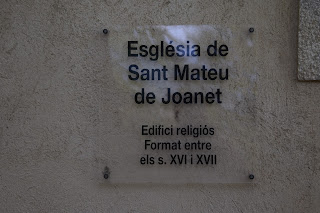 Església de
Sant Mateu
de Joanet
Edifici religiós
Format entre
els s. XVI i XVII